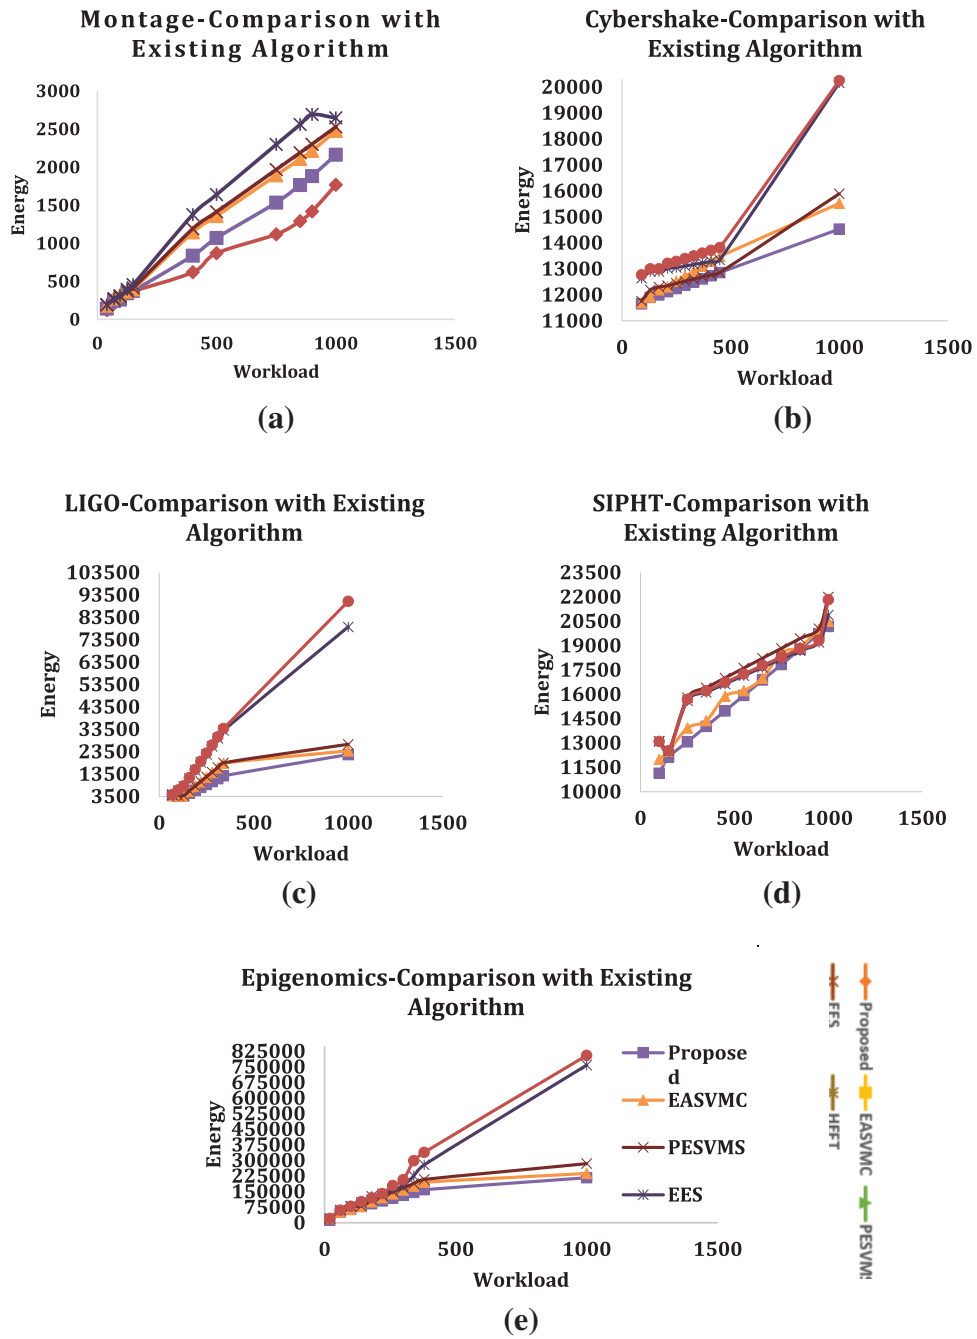 Montage-Comparison with
Existing Algorithm
3000
2500
2000
1500
1000
500
0
Energy
0 500 1000 1500
Workload
(a)
Cybershake-Comparison with
Existing Algorithm
20000
19000
18000
17000
16000
15000
14000
13000
12000
11000
Energy
0 500 1000 1500
Workload
(b)
LIGO-Comparison with Existing
Algorithm
103500
93500
83500
73500
63500
53500
43500
33500
23500
13500
3500
Energy
0 500 1000 1500
Workload
(c)
SIPHT-Comparison with
Existing Algorithm
23500
22000
20500
19000
17500
16000
14500
13000
11500
10000
Energy
0 500 1000 1500
Workload
(d)
Epigenomics-Comparison with Existing
Algorithm
825000
750000
675000
600000
525000
450000
375000
300000
225000
150000
75000
0
Energy
0 500 1000 1500
Workload
Propose
d
EASVMC
PESVMS
EES
(e)
Proposed
EASVMC
PESVMS
EES
HEFT